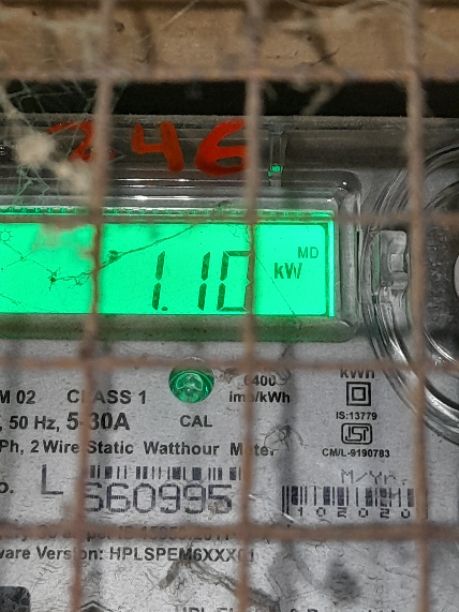 246
1.10 kW MD
M 02 CLASS 1
6400 imp/kWh
kWh
, 50 Hz, 5-30A
CAL
IS:13779
Ph, 2 Wire Static Watthour Meter
CM/L-9190783
o. L S60995
M/Yr.
102020
ware Version: HPLSPEM6XXX01